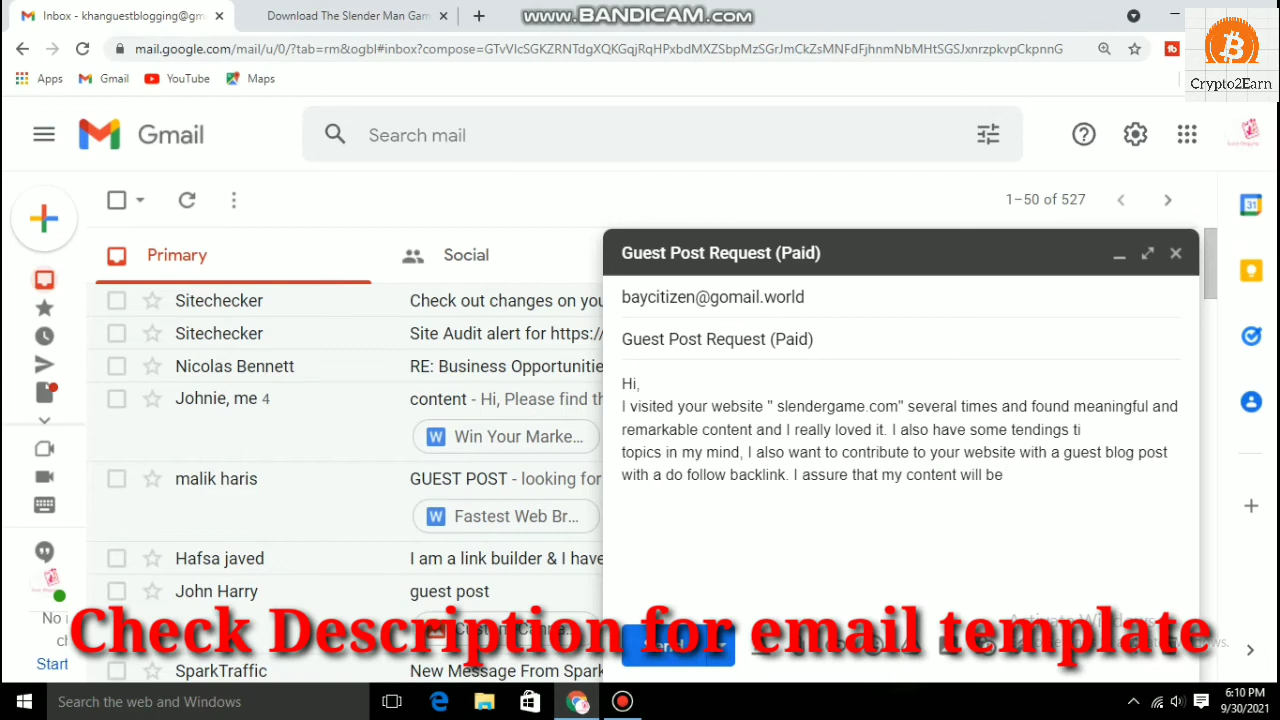 Inbox - khanguestblogging@gm
Download The Slender Man Gam
www.BANDICAM.com
mail.google.com/mail/u/0/?tab=rm&ogbl#inbox?compose=GTvVlcSGKZRNTdgXQKGqjRqHPxbdMXZSbpMzSGrJmCkZsMNFdFjhnmNbMHtSGSJxnrzpkvpCkpnnG
Apps
Gmail
YouTube
Maps
Crypto2Earn
Gmail
Search mail
1–50 of 527
Primary
Social
Sitechecker
Check out changes on you
Sitechecker
Site Audit alert for https://
Nicolas Bennett
RE: Business Opportunities
Johnie, me 4
content - Hi, Please find th
Win Your Marke...
malik haris
GUEST POST - looking for
Fastest Web Br...
Hafsa javed
I am a link builder & I have
John Harry
guest post
SparkTraffic
New Message From Spark
Guest Post Request (Paid)
baycitizen@gomail.world
Guest Post Request (Paid)
Hi,
I visited your website " slendergame.com" several times and found meaningful and
remarkable content and I really loved it. I also have some tendings ti
topics in my mind, I also want to contribute to your website with a guest blog post
with a do follow backlink. I assure that my content will be
Send
Activate Windows
No
Start
Check Description for email template
Search the web and Windows
6:10 PM
9/30/2021